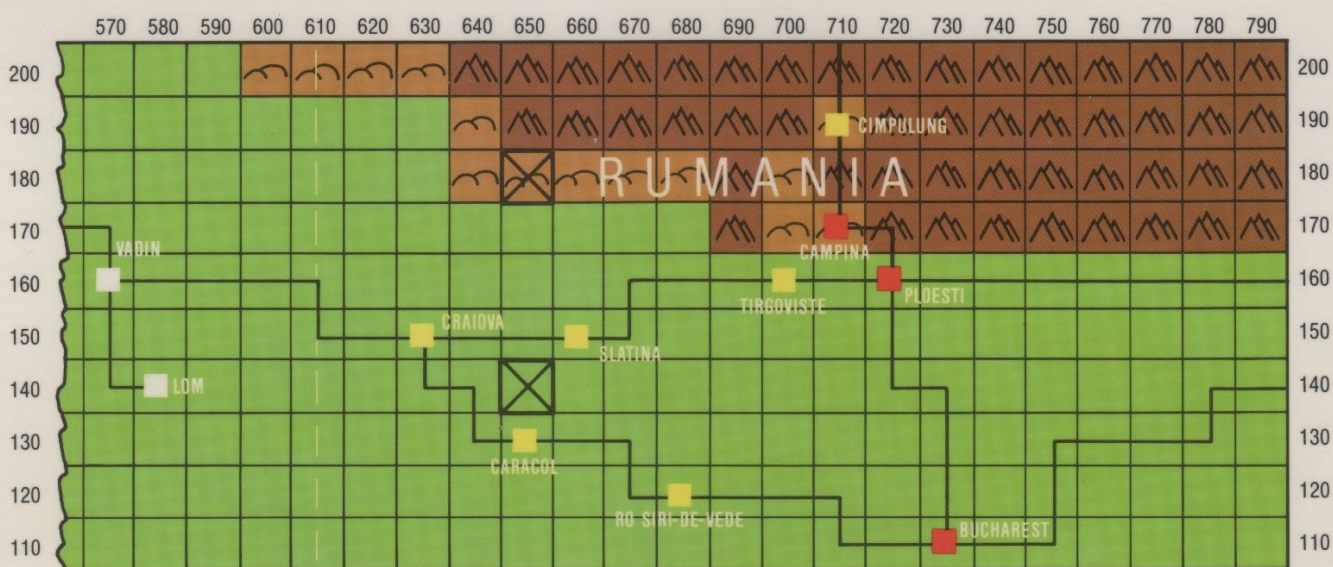 570 580 590 600 610 620 630 640 650 660 670 680 690 700 710 720 730 740 750 760 770 780 790
200 200
190 CIMPULUNG 190
180 RUMANIA 180
170 170
VADIN CAMPINA
160 160
TIRGOVISTE PLOESTI
CRAIOVA
150 150
SLATINA
140 LOM 140
130 130
CARACOL
120 120
RO SIRI-DE-VEDE
BUCHAREST
110 110